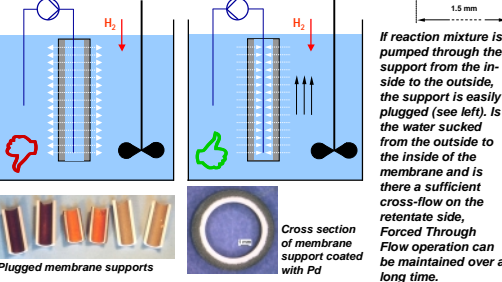 H2
H2
1.5 mm
If reaction mixture is
pumped through the
support from the in-
side to the outside,
the support is easily
plugged (see left). Is
the water sucked
from the outside to
the inside of the
membrane and is
there a sufficient
cross-flow on the
retentate side,
Forced Through
Flow operation can
be maintained over a
long time.
Plugged membrane supports
Cross section
of membrane
support coated
with Pd